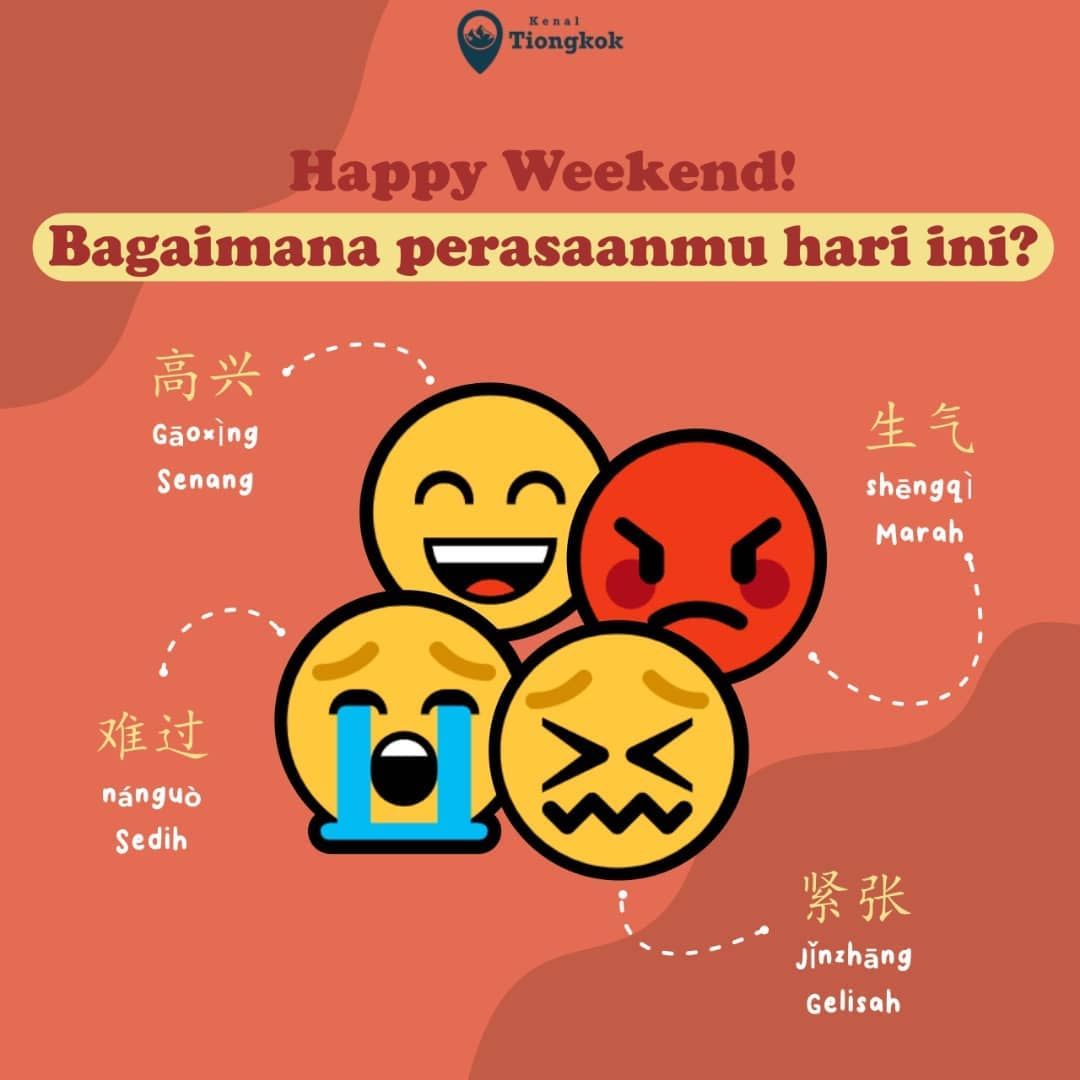 Kenal
Tiongkok
Happy Weekend!
Bagaimana perasaanmu hari ini?
高兴
Gāoxìng
Senang
生气
shēngqì
Marah
难过
nánguò
Sedih
紧张
jǐnzhāng
Gelisah